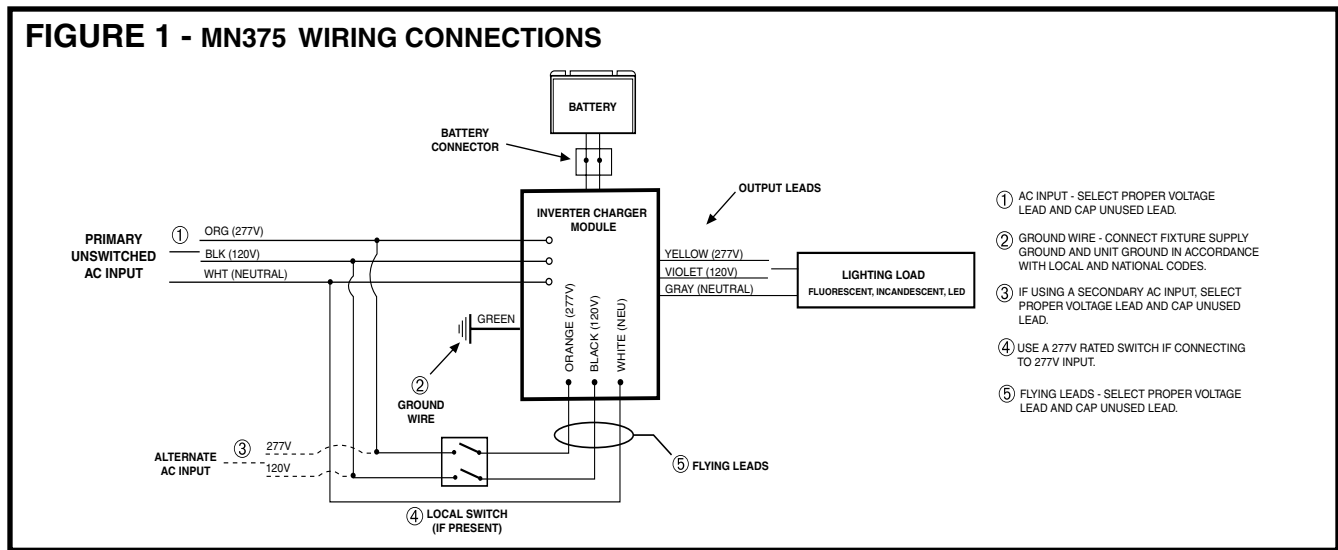 FIGURE 1 - MN375 WIRING CONNECTIONS
BATTERY
BATTERY
CONNECTOR
OUTPUT LEADS
INVERTER CHARGER
MODULE
PRIMARY
UNSWITCHED
AC INPUT
① ORG (277V)
BLK (120V)
WHT (NEUTRAL)
YELLOW (277V)
VIOLET (120V)
GRAY (NEUTRAL)
LIGHTING LOAD
FLUORESCENT, INCANDESCENT, LED
GREEN
②
GROUND
WIRE
ORANGE (277V)
BLACK (120V)
WHITE (NEU)
ALTERNATE
AC INPUT
③ 277V
120V
⑤ FLYING LEADS
④ LOCAL SWITCH
(IF PRESENT)
① AC INPUT - SELECT PROPER VOLTAGE
LEAD AND CAP UNUSED LEAD.
② GROUND WIRE - CONNECT FIXTURE SUPPLY
GROUND AND UNIT GROUND IN ACCORDANCE
WITH LOCAL AND NATIONAL CODES.
③ IF USING A SECONDARY AC INPUT, SELECT
PROPER VOLTAGE LEAD AND CAP UNUSED
LEAD.
④ USE A 277V RATED SWITCH IF CONNECTING
TO 277V INPUT.
⑤ FLYING LEADS - SELECT PROPER VOLTAGE
LEAD AND CAP UNUSED LEAD.